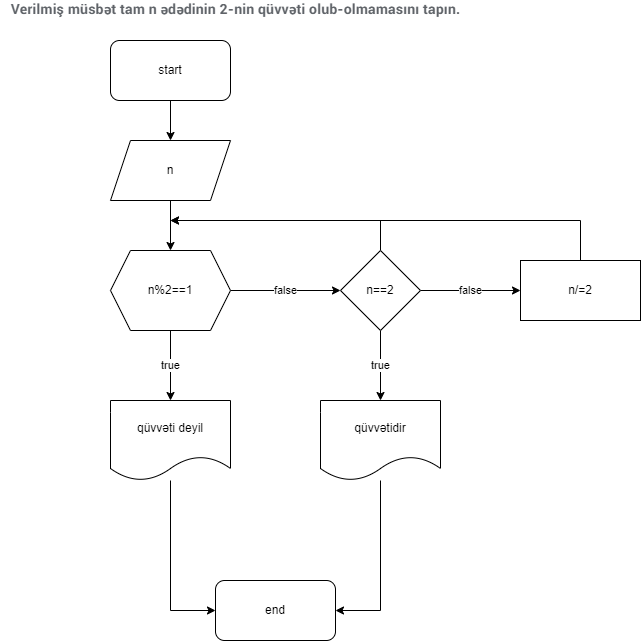 Verilmiş müsbət tam n ədədinin 2-nin qüvvəti olub-olmamasını tapın.
start
n
n%2==1
false
n==2
false
n/=2
true
true
qüvvəti deyil
qüvvətidir
end